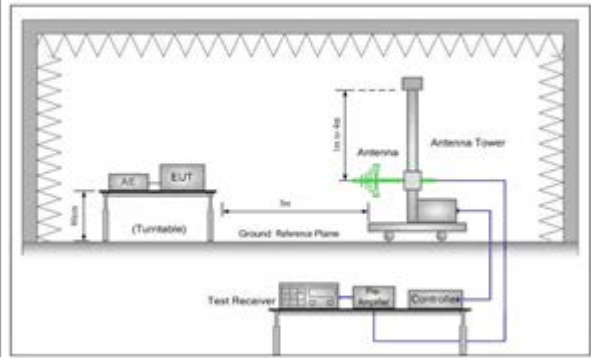 1m to 4m
Antenna
Antenna Tower
AE
EUT
80cm
(Turntable)
3m
Ground Reference Plane
Test Receiver
Pre-
Amplifier
Controller